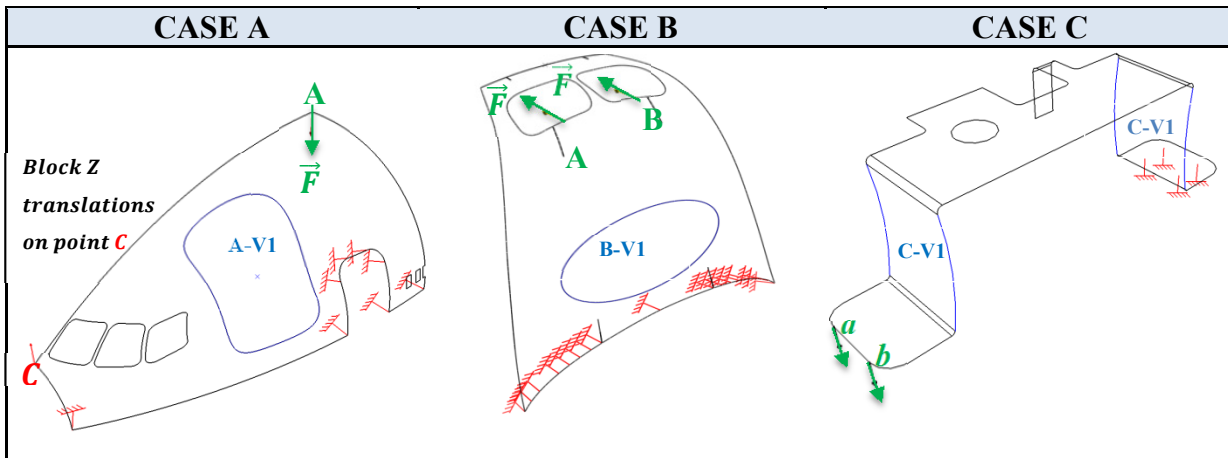 CASE A
CASE B
CASE C
A
F
Block Z
translations
on point C
A-V1
C
F
F
B
A
B-V1
C-V1
C-V1
a
b